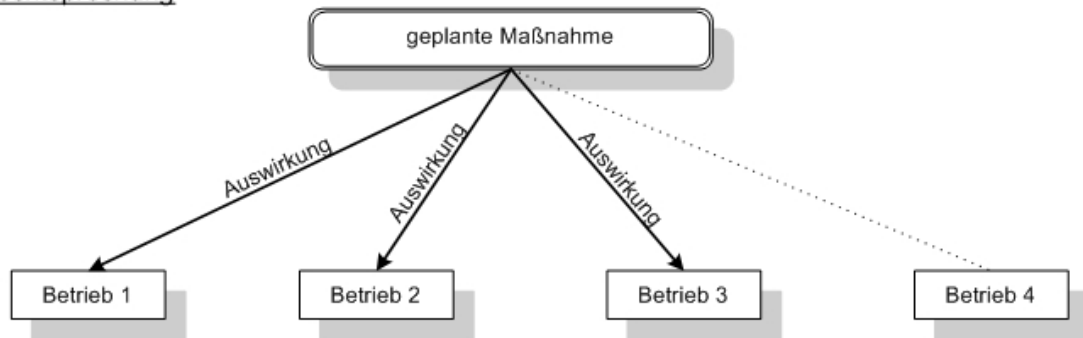 geplante Maßnahme
Auswirkung
Auswirkung
Auswirkung
Betrieb 1
Betrieb 2
Betrieb 3
Betrieb 4